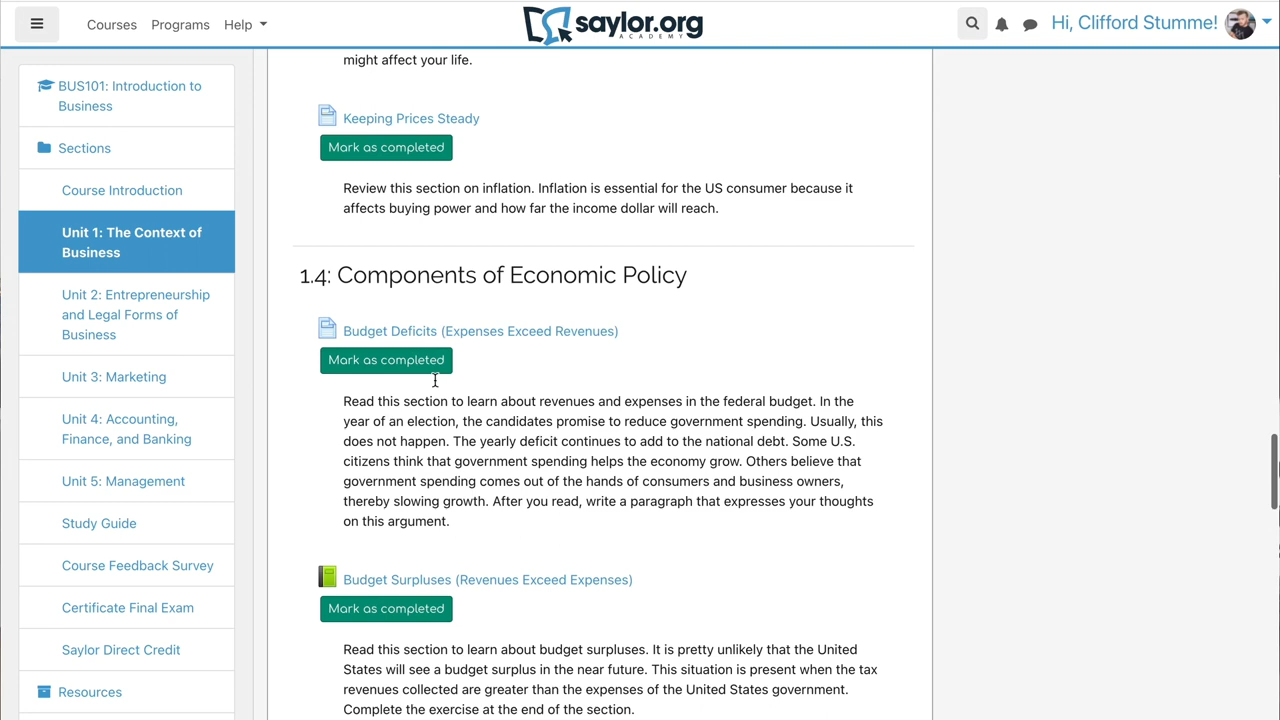 Courses Programs Help
saylor.org
ACADEMY
Hi, Clifford Stumme!
BUS101: Introduction to
Business
Sections
Course Introduction
Unit 1: The Context of
Business
Unit 2: Entrepreneurship
and Legal Forms of
Business
Unit 3: Marketing
Unit 4: Accounting,
Finance, and Banking
Unit 5: Management
Study Guide
Course Feedback Survey
Certificate Final Exam
Saylor Direct Credit
Resources
might affect your life.
Keeping Prices Steady
Mark as completed
Review this section on inflation. Inflation is essential for the US consumer because it
affects buying power and how far the income dollar will reach.
1.4: Components of Economic Policy
Budget Deficits (Expenses Exceed Revenues)
Mark as completed
Read this section to learn about revenues and expenses in the federal budget. In the
year of an election, the candidates promise to reduce government spending. Usually, this
does not happen. The yearly deficit continues to add to the national debt. Some U.S.
citizens think that government spending helps the economy grow. Others believe that
government spending comes out of the hands of consumers and business owners,
thereby slowing growth. After you read, write a paragraph that expresses your thoughts
on this argument.
Budget Surpluses (Revenues Exceed Expenses)
Mark as completed
Read this section to learn about budget surpluses. It is pretty unlikely that the United
States will see a budget surplus in the near future. This situation is present when the tax
revenues collected are greater than the expenses of the United States government.
Complete the exercise at the end of the section.